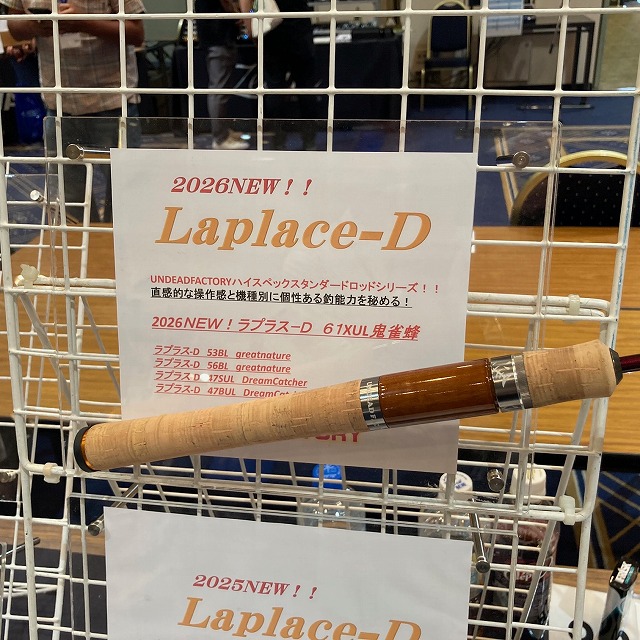 2026NEW！！
Laplace-D
UNDEADFACTORYハイスペックスタンダードロッドシリーズ！！
直感的な操作感と機種別に個性ある釣能力を秘める！
2026NEW！ラプラス-D 61XUL鬼雀蜂
ラプラス-D 53BL greatnature
ラプラス-D 56BL greatnature
ラプラス D 475UL DreamCatcher
ラプラス-D 47BUL DreamCat
UNDEADF
ORY
2025NEW！！
Laplace-D